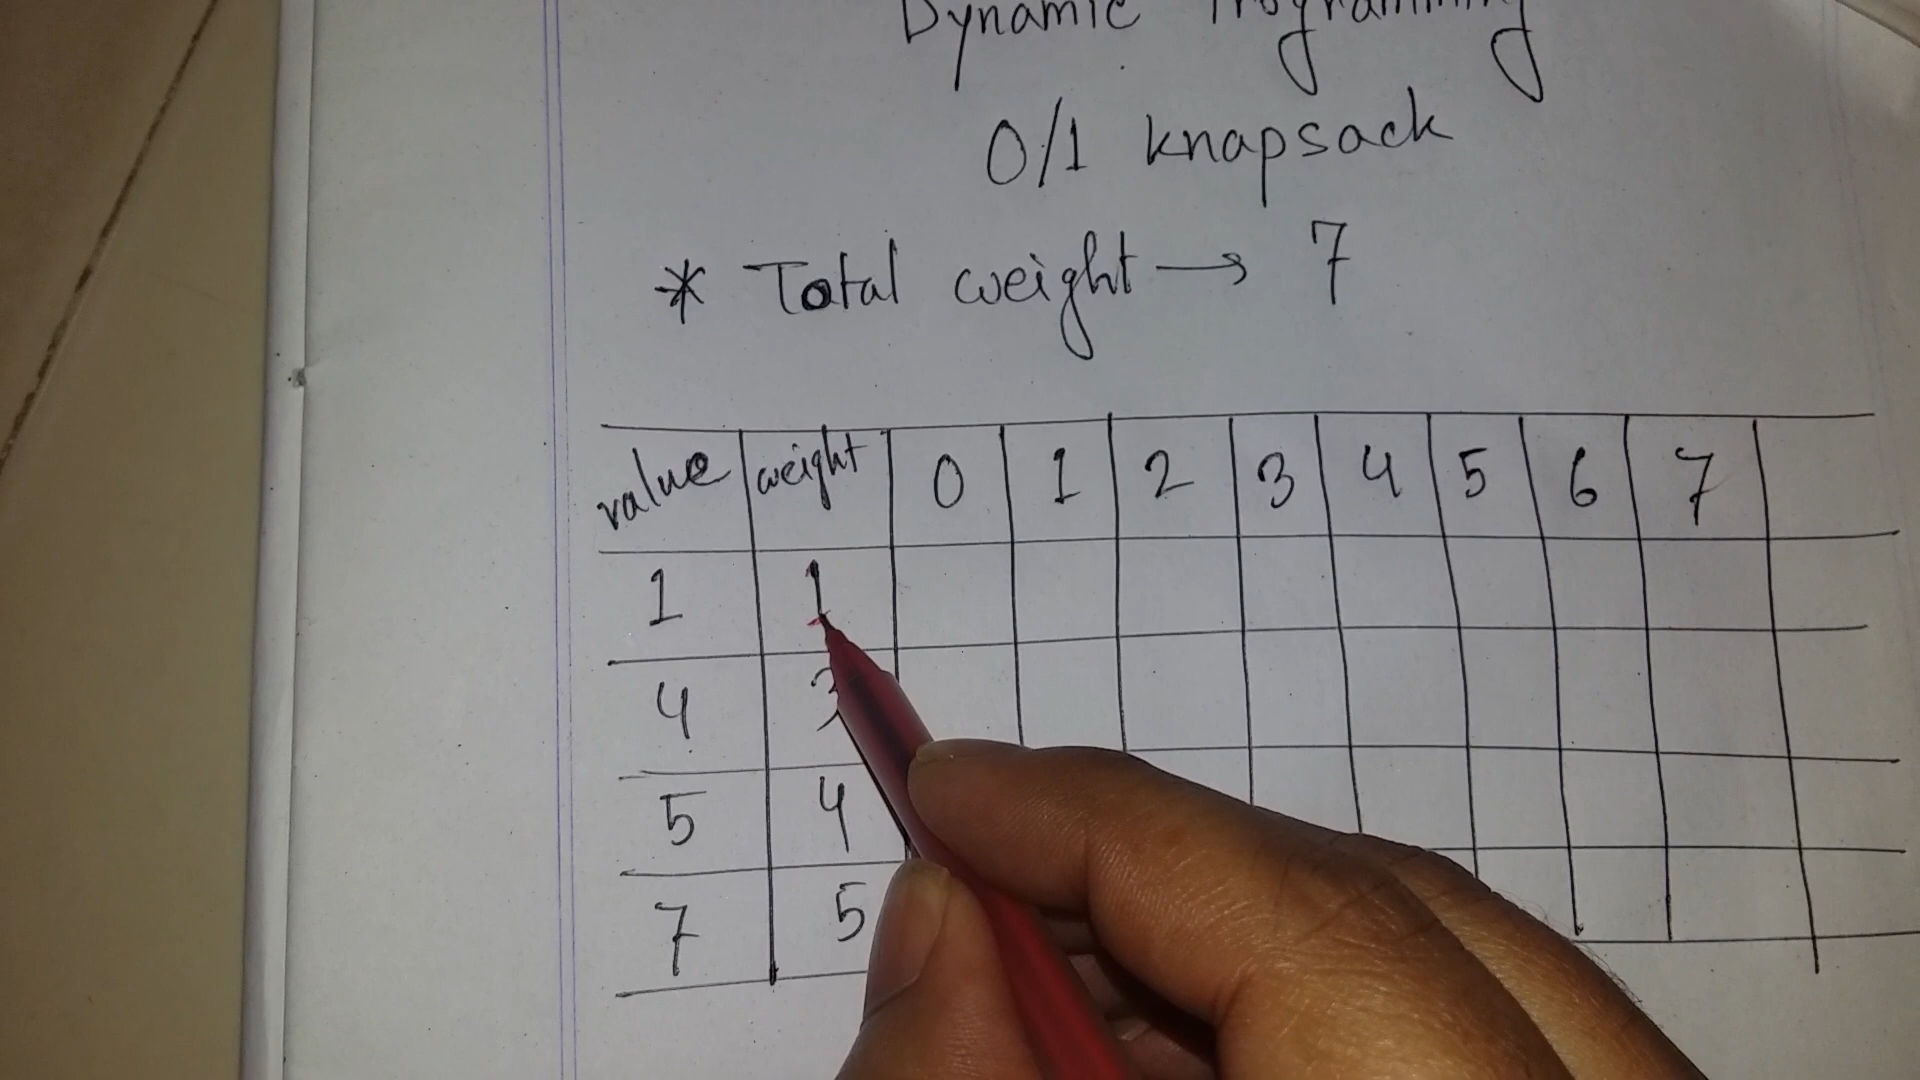 Dynamic Programming
0/1 knapsack
* Total weight → 7
value weight 0 1 2 3 4 5 6 7
1 1
4 3
5 4
7 5